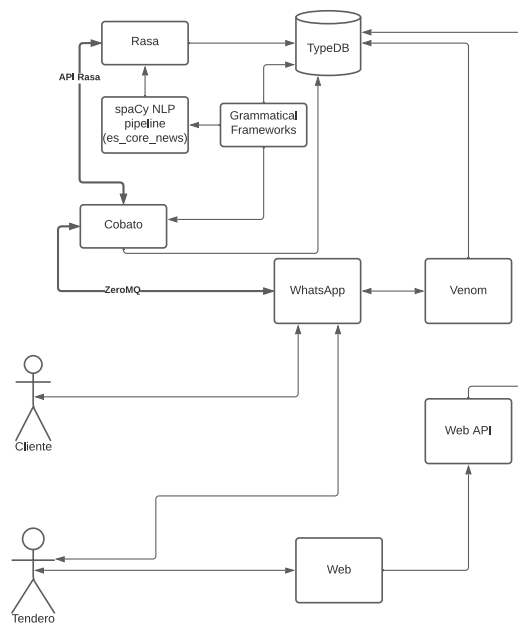 Rasa
TypeDB
API Rasa
spaCy NLP
pipeline
(es_core_news)
Grammatical
Frameworks
Cobato
ZeroMQ
WhatsApp
Venom
Cliente
Web API
Web
Tendero